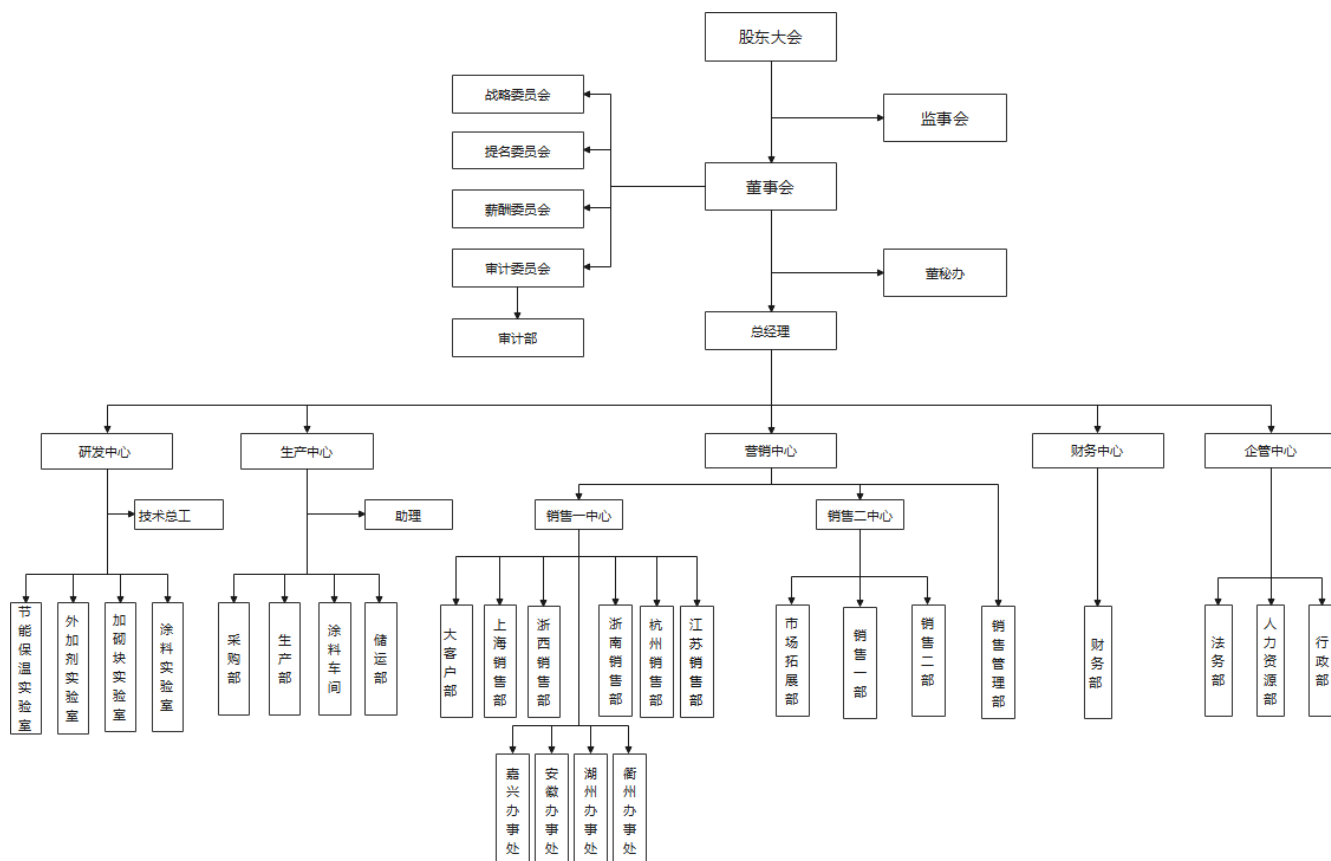 股东大会
战略委员会
监事会
提名委员会
董事会
薪酬委员会
审计委员会
董秘办
审计部
总经理
研发中心
生产中心
营销中心
财务中心
企管中心
技术总工
助理
销售一中心
销售二中心
节能保温实验室
外加剂实验室
加砌块实验室
涂料实验室
采购部
生产部
涂料车间
储运部
大客户部
上海销售部
浙西销售部
浙南销售部
杭州销售部
江苏销售部
市场拓展部
销售一部
销售二部
销售管理部
财务部
法务部
人力资源部
行政部
嘉兴办事处
安徽办事处
湖州办事处
衢州办事处